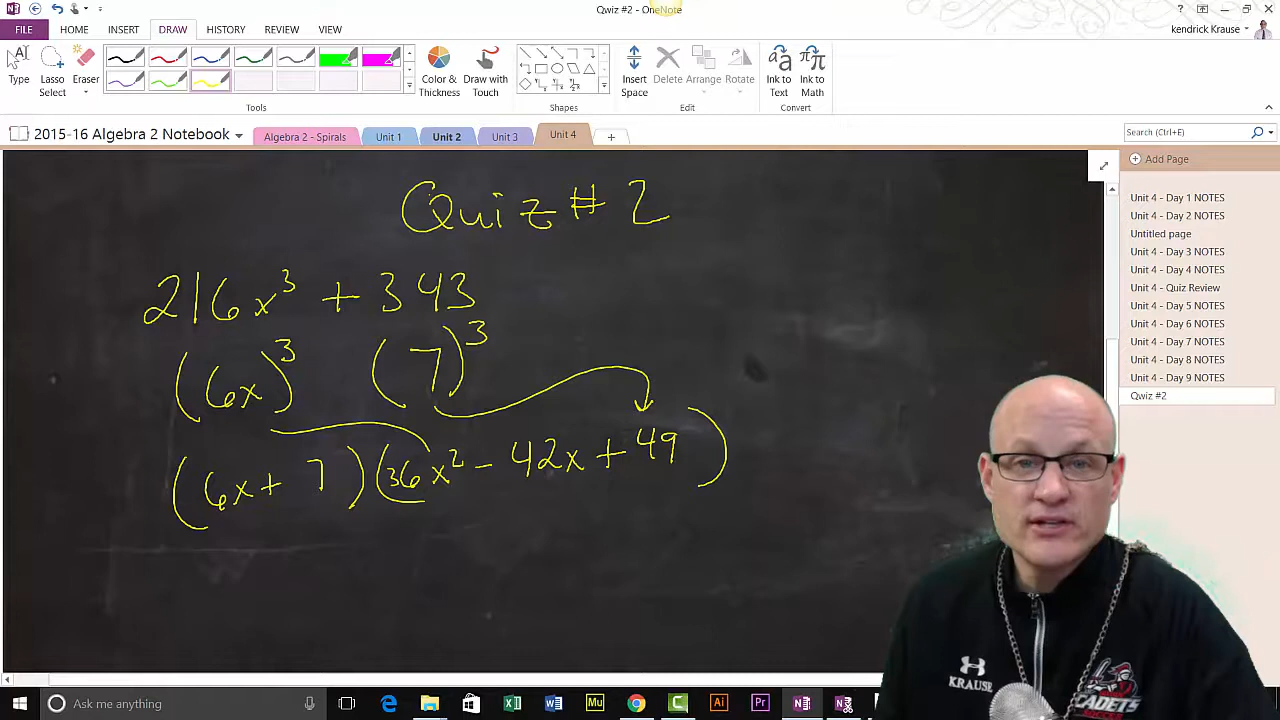 Qwiz #2 - OneNote
FILE HOME INSERT DRAW HISTORY REVIEW VIEW
kendrick Krause
Type
Lasso Select
Eraser
Color & Thickness
Draw with Touch
Insert Space
Delete
Arrange
Rotate
Ink to Text
Ink to Math
Tools
Shapes
Edit
Convert
2015-16 Algebra 2 Notebook
Algebra 2 - Spirals
Unit 1
Unit 2
Unit 3
Unit 4
Search (Ctrl+E)
Add Page
Unit 4 - Day 1 NOTES
Unit 4 - Day 2 NOTES
Untitled page
Unit 4 - Day 3 NOTES
Unit 4 - Day 4 NOTES
Unit 4 - Quiz Review
Unit 4 - Day 5 NOTES
Unit 4 - Day 6 NOTES
Unit 4 - Day 7 NOTES
Unit 4 - Day 8 NOTES
Unit 4 - Day 9 NOTES
Qwiz #2
Quiz # 2
216x³ + 343
(6x)³ (7)³
(6x + 7)(36x² - 42x + 49)
KRAUSE
CADETS
Ask me anything
Mu
Ai
Pr